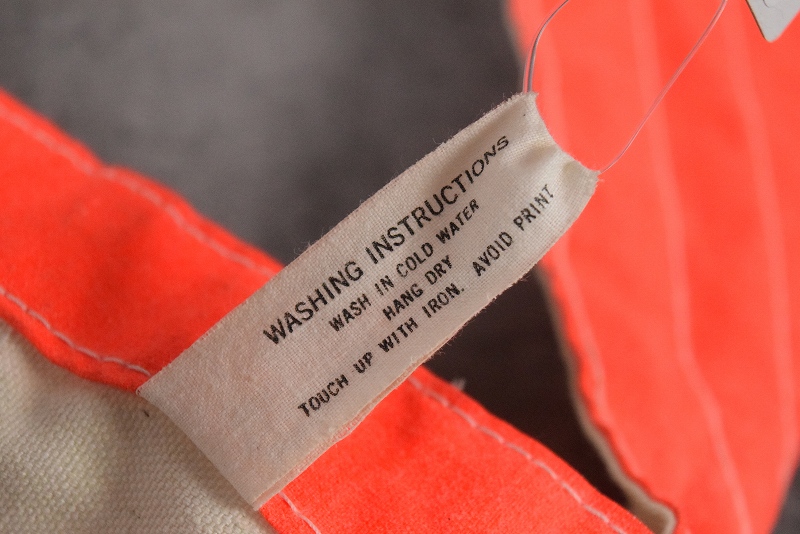 WASHING INSTRUCTIONS
WASH IN COLD WATER
HANG DRY
TOUCH UP WITH IRON. AVOID PRINT